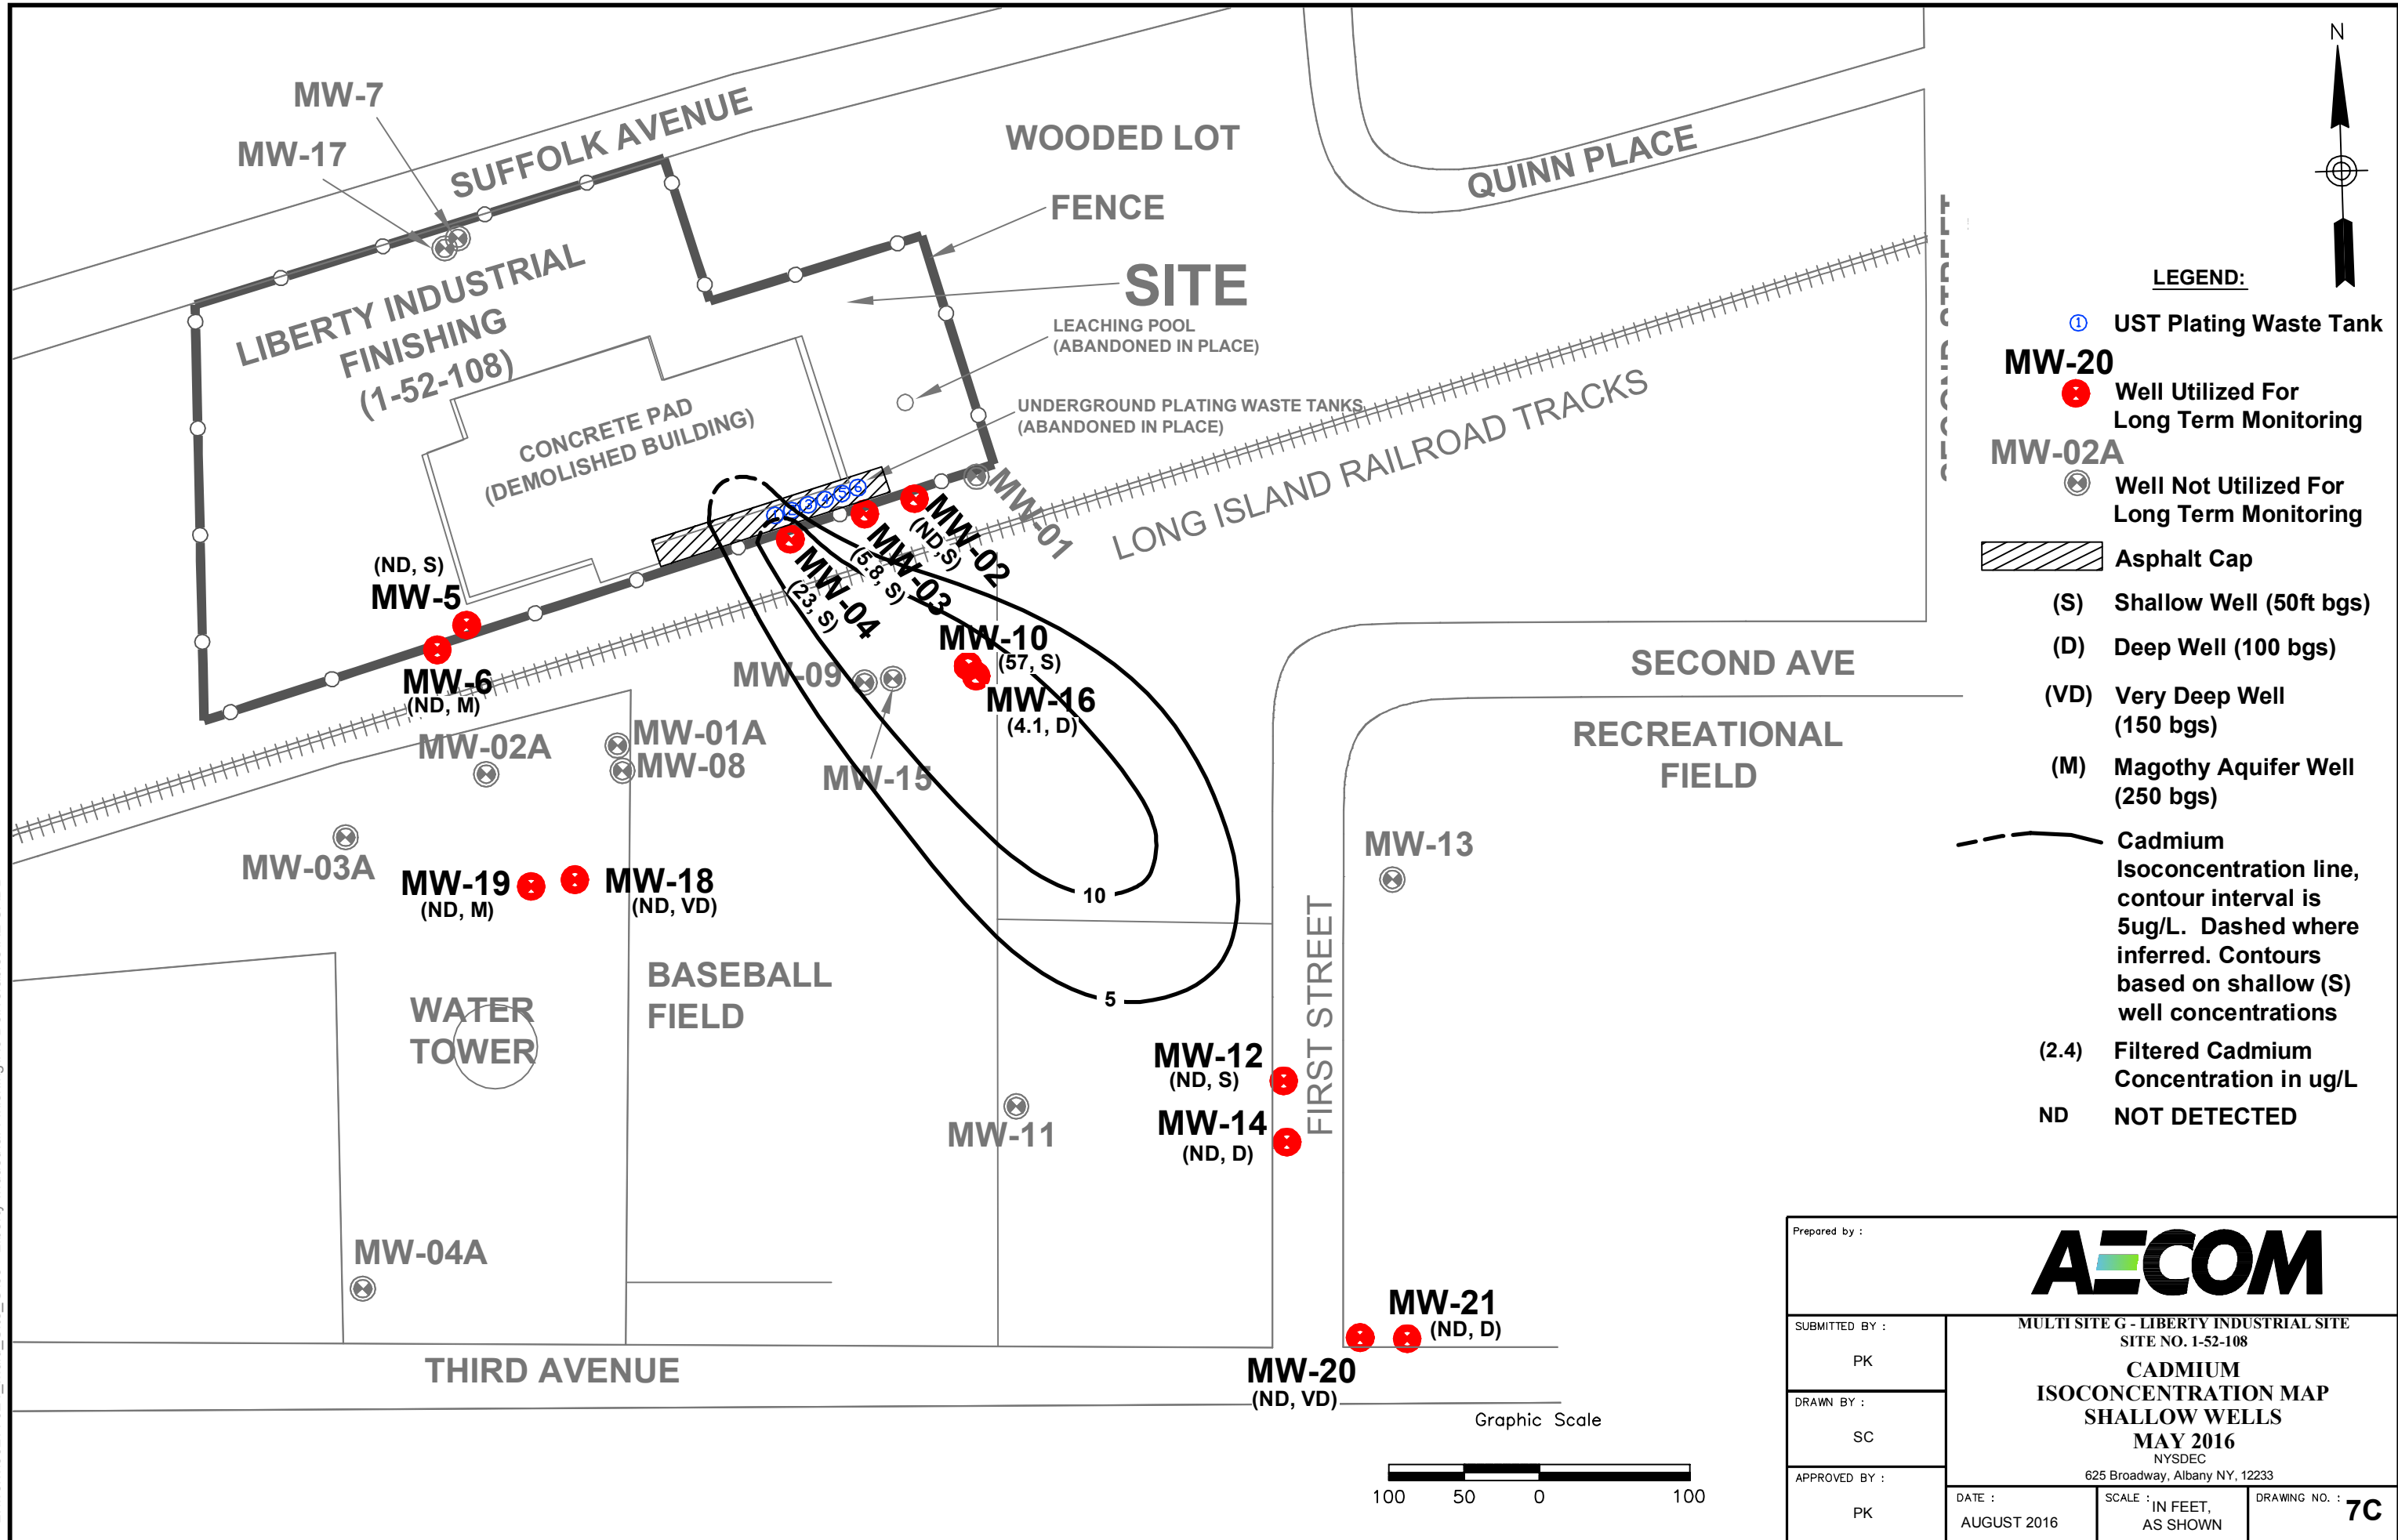 MW-7
MW-17
SUFFOLK AVENUE
WOODED LOT
QUINN PLACE
N
FENCE
SITE
LIBERTY INDUSTRIAL
FINISHING
(1-52-108)
LEACHING POOL
(ABANDONED IN PLACE)
UNDERGROUND PLATING WASTE TANKS
(ABANDONED IN PLACE)
CONCRETE PAD
(DEMOLISHED BUILDING)
LONG ISLAND RAILROAD TRACKS
SECOND STREET
1 2 3 4 5 6
MW-01
MW-02
(ND,S)
MW-03
(5.8, S)
MW-04
(23, S)
(ND, S)
MW-5
MW-6
(ND, M)
MW-10
(57, S)
MW-16
(4.1, D)
MW-09
MW-15
MW-01A
MW-08
MW-02A
MW-03A
MW-19
(ND, M)
MW-18
(ND, VD)
SECOND AVE
RECREATIONAL
FIELD
MW-13
10
5
BASEBALL
FIELD
WATER
TOWER
FIRST STREET
MW-12
(ND, S)
MW-14
(ND, D)
MW-11
MW-04A
MW-21
(ND, D)
MW-20
(ND, VD)
THIRD AVENUE
Graphic Scale
100 50 0 100
LEGEND:
1 UST Plating Waste Tank
MW-20
Well Utilized For
Long Term Monitoring
MW-02A
Well Not Utilized For
Long Term Monitoring
Asphalt Cap
(S) Shallow Well (50ft bgs)
(D) Deep Well (100 bgs)
(VD) Very Deep Well
(150 bgs)
(M) Magothy Aquifer Well
(250 bgs)
Cadmium
Isoconcentration line,
contour interval is
5ug/L. Dashed where
inferred. Contours
based on shallow (S)
well concentrations
(2.4) Filtered Cadmium
Concentration in ug/L
ND NOT DETECTED
Prepared by :
AECOM
SUBMITTED BY :
PK
DRAWN BY :
SC
APPROVED BY :
PK
MULTI SITE G - LIBERTY INDUSTRIAL SITE
SITE NO. 1-52-108
CADMIUM
ISOCONCENTRATION MAP
SHALLOW WELLS
MAY 2016
NYSDEC
625 Broadway, Albany NY, 12233
DATE :
AUGUST 2016
SCALE : IN FEET,
AS SHOWN
DRAWING NO. : 7C